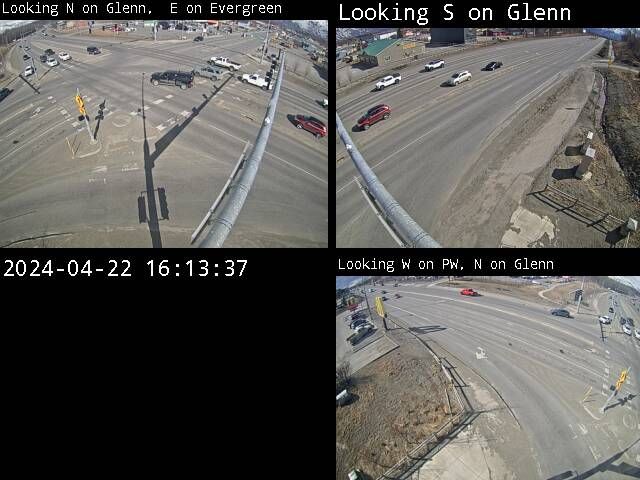 Looking N on Glenn, E on Evergreen
Looking S on Glenn
2024-04-22 16:13:37
Looking W on PW, N on Glenn